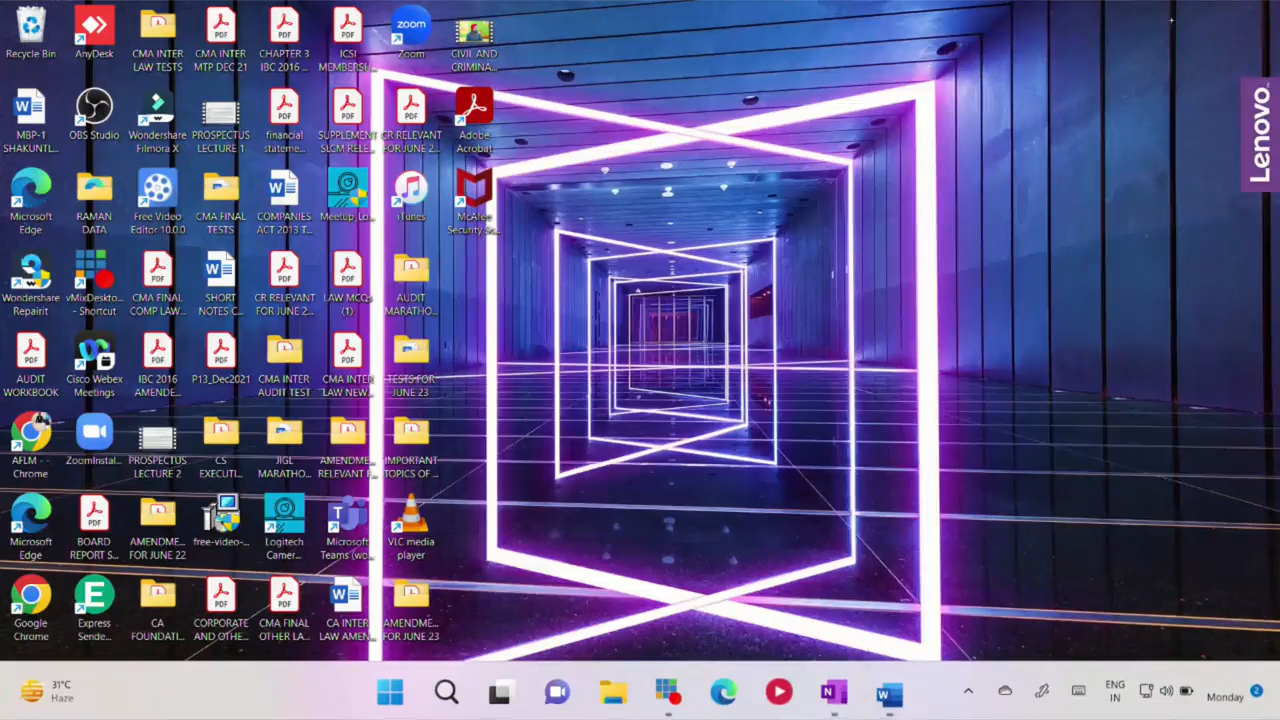 Recycle Bin
AnyDesk
CMA INTER
LAW TESTS
CMA INTER
MTP DEC 21
CHAPTER 3
IBC 2016 ...
ICSI
MEMBERSH...
zoom
Zoom
CIVIL AND
CRIMINA...
MBP-1
SHAKUNTL...
OBS Studio
Wondershare
Filmora X
PROSPECTUS
LECTURE 1
financial
stateme...
SUPPLEMENT
SLCM RELE...
CR RELEVANT
FOR JUNE 2...
Adobe
Acrobat
Microsoft
Edge
RAMAN
DATA
Free Video
Editor 10.0.0
CMA FINAL
TESTS
COMPANIES
ACT 2013 T...
Meetup_Lo...
iTunes
McAfee
Security Sc...
Wondershare
Repairit
vMixDeskto...
- Shortcut
CMA FINAL
COMP LAW...
SHORT
NOTES C...
CR RELEVANT
FOR JUNE 2...
LAW MCQs
(1)
AUDIT
MARATHO...
AUDIT
WORKBOOK
Cisco Webex
Meetings
IBC 2016
AMENDE...
P13_Dec2021
CMA INTER
AUDIT TEST
CMA INTER
LAW NEW...
TESTS FOR
JUNE 23
AFLM - -
Chrome
ZoomInstal...
PROSPECTUS
LECTURE 2
CS
EXECUTI...
JIGL
MARATHO...
AMENDME...
RELEVANT F...
IMPORTANT
TOPICS OF ...
Microsoft
Edge
BOARD
REPORT S...
AMENDME...
FOR JUNE 22
free-video-...
Logitech
Camer...
Microsoft
Teams (wo...
VLC media
player
Google
Chrome
Express
Sende...
CA
FOUNDATI...
CORPORATE
AND OTHE...
CMA FINAL
OTHER LA...
CA INTER
LAW AMEN...
AMENDME...
FOR JUNE 23
Lenovo.
31°C
Haze
ENG
IN
Monday
2